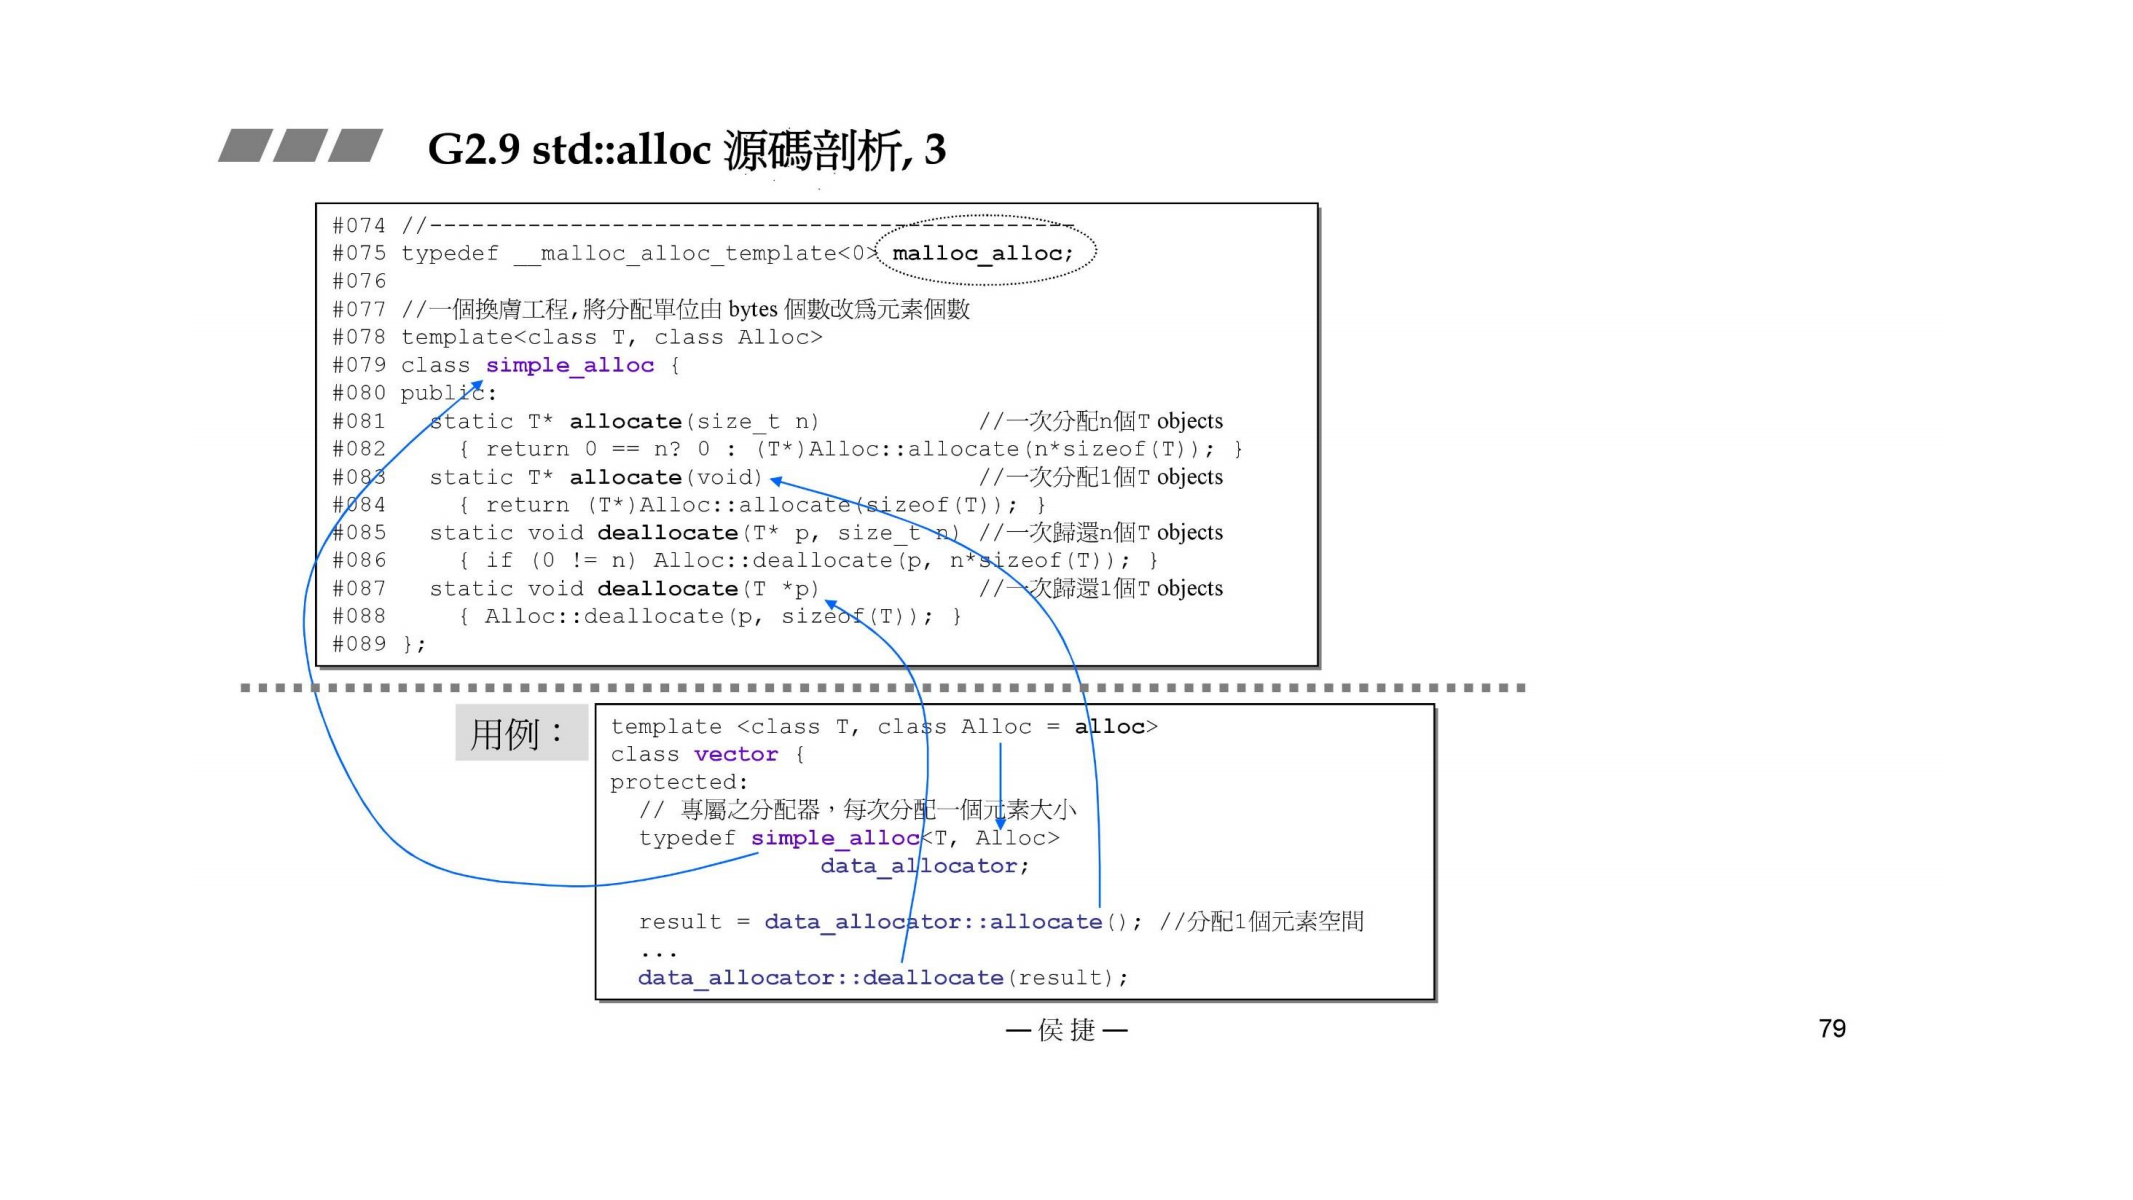 G2.9 std::alloc 源碼剖析, 3
#074 //----------------------------------------------
#075 typedef __malloc_alloc_template<0> malloc_alloc;
#076
#077 //一個換膚工程,將分配單位由 bytes 個數改爲元素個數
#078 template<class T, class Alloc>
#079 class simple_alloc {
#080 public:
#081   static T* allocate(size_t n)           //一次分配n個T objects
#082     { return 0 == n? 0 : (T*)Alloc::allocate(n*sizeof(T)); }
#083   static T* allocate(void)               //一次分配1個T objects
#084     { return (T*)Alloc::allocate(sizeof(T)); }
#085   static void deallocate(T* p, size_t n) //一次歸還n個T objects
#086     { if (0 != n) Alloc::deallocate(p, n*sizeof(T)); }
#087   static void deallocate(T *p)           //一次歸還1個T objects
#088     { Alloc::deallocate(p, sizeof(T)); }
#089 };
用例：
template <class T, class Alloc = alloc>
class vector {
protected:
  // 專屬之分配器，每次分配一個元素大小
  typedef simple_alloc<T, Alloc>
               data_allocator;
  result = data_allocator::allocate(); //分配1個元素空間
  ...
  data_allocator::deallocate(result);
— 侯 捷 —
79